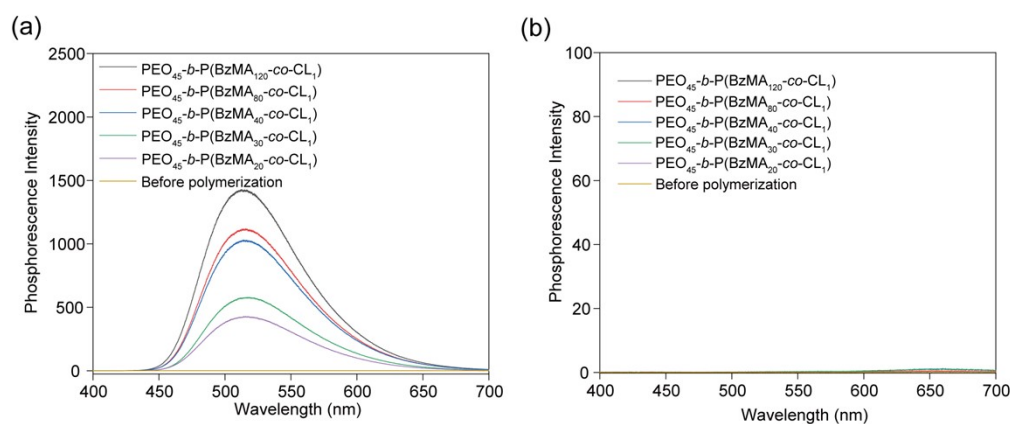 (a)
Phosphorescence Intensity
2500
2000
1500
1000
500
0
PEO₄₅-b-P(BzMA₁₂₀-co-CL₁)
PEO₄₅-b-P(BzMA₈₀-co-CL₁)
PEO₄₅-b-P(BzMA₄₀-co-CL₁)
PEO₄₅-b-P(BzMA₃₀-co-CL₁)
PEO₄₅-b-P(BzMA₂₀-co-CL₁)
Before polymerization
400 450 500 550 600 650 700
Wavelength (nm)
(b)
Phosphorescence Intensity
100
80
60
40
20
0
PEO₄₅-b-P(BzMA₁₂₀-co-CL₁)
PEO₄₅-b-P(BzMA₈₀-co-CL₁)
PEO₄₅-b-P(BzMA₄₀-co-CL₁)
PEO₄₅-b-P(BzMA₃₀-co-CL₁)
PEO₄₅-b-P(BzMA₂₀-co-CL₁)
Before polymerization
400 450 500 550 600 650 700
Wavelength (nm)